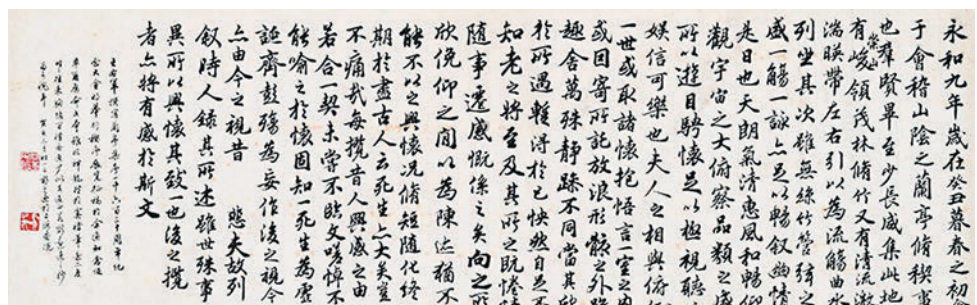 永和九年歲在癸丑暮春之初
于會稽山陰之蘭亭脩稧事
也羣賢畢至少長咸集此地
有崇山峻領茂林脩竹又有清流激
湍暎帶左右引以為流觴曲水
列坐其次雖無絲竹管弦之
盛一觴一詠亦足以暢叙幽情
是日也天朗氣清惠風和暢仰
觀宇宙之大俯察品類之盛
所以遊目騁懷足以極視聽之
娛信可樂也夫人之相與俯仰
一世或取諸懷抱悟言一室之內
或因寄所託放浪形骸之外雖
趣舍萬殊靜躁不同當其欣
於所遇蹔得於己怏然自足不
知老之將至及其所之既惓
隨事遷感慨係之矣向之所
欣俛仰之間以為陳迹猶不
能不以之興懷況脩短隨化終
期於盡古人云死生亦大矣豈
不痛哉每攬昔人興感之由
若合一契未嘗不臨文嗟悼不
能喻之於懷固知一死生為虛
誕齊彭殤為妄作後之視今
亦由今之視昔 悲夫故列
叙時人錄其所述雖世殊事
異所以興懷其致一也後之攬
者亦將有感於斯文